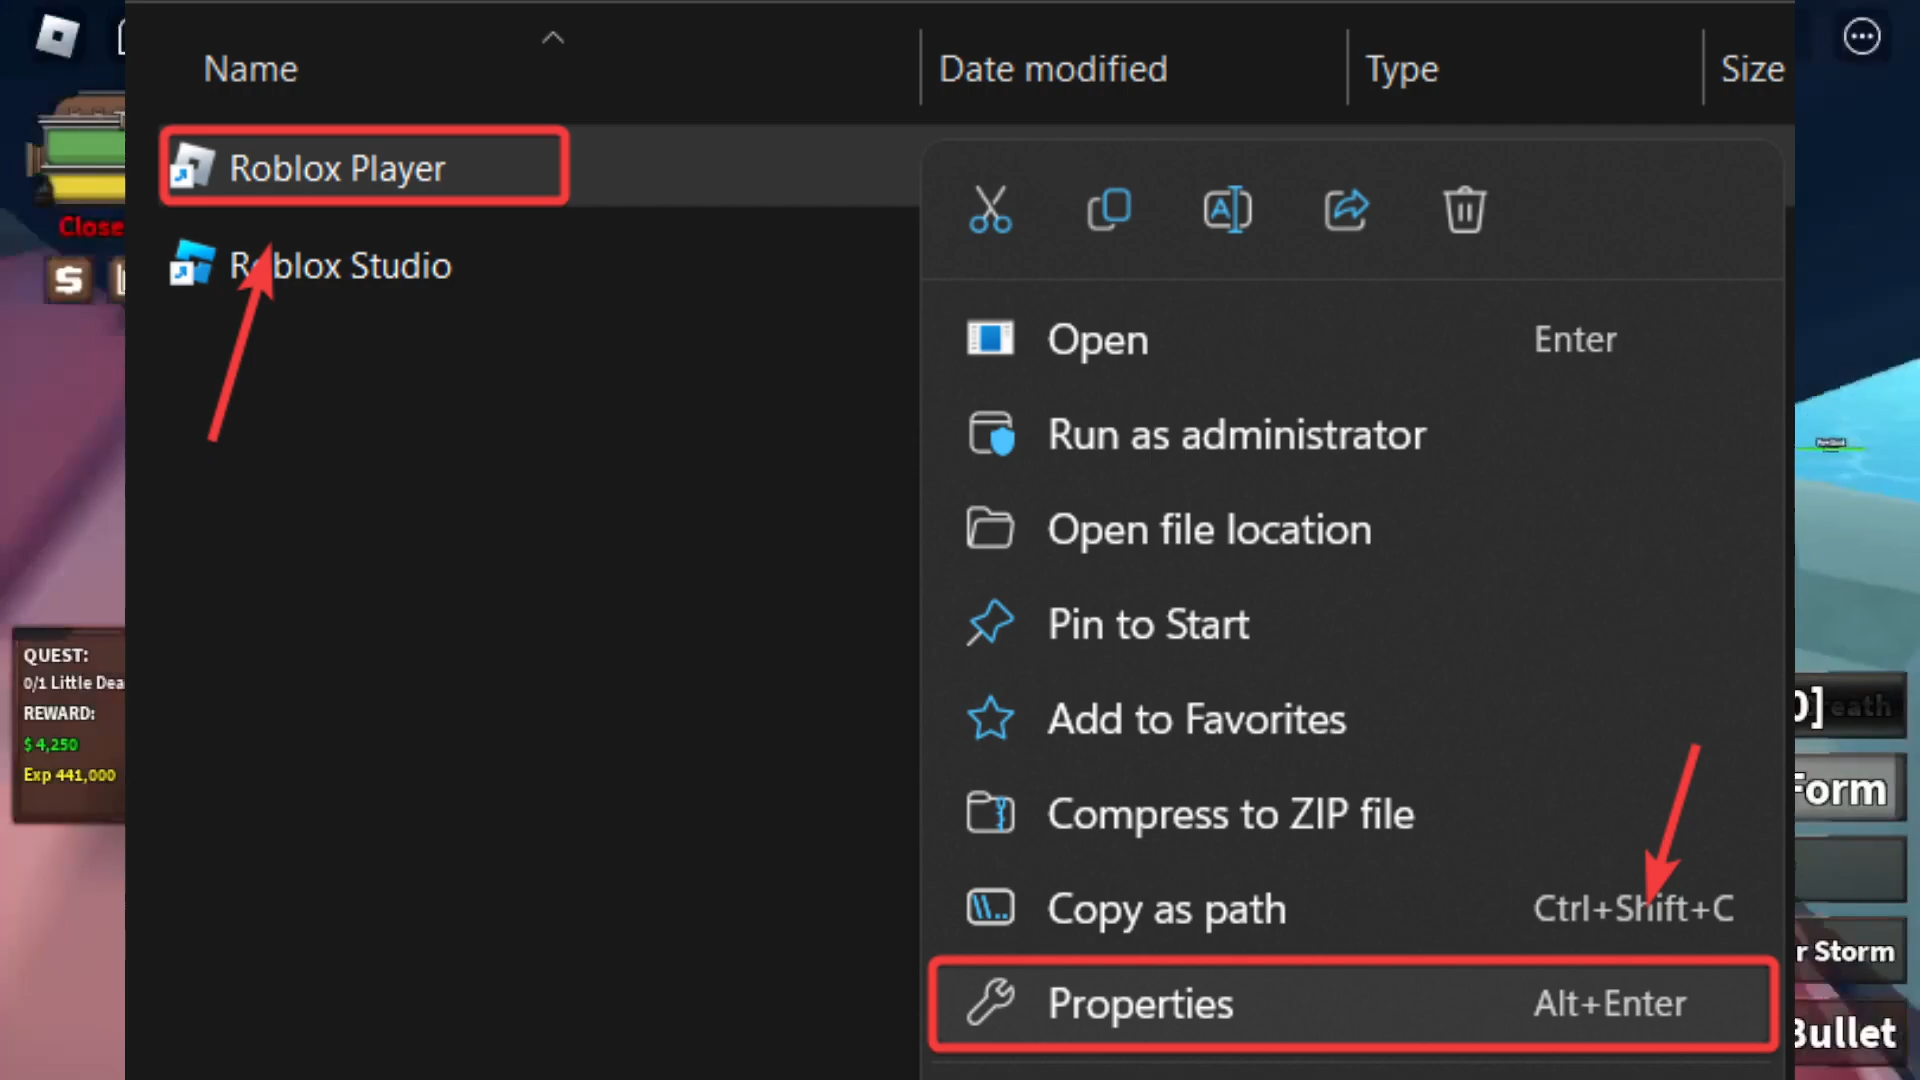 Name
Date modified
Type
Size
Roblox Player
Roblox Studio
Close
Open Enter
Run as administrator
Open file location
Pin to Start
Add to Favorites
Compress to ZIP file
Copy as path Ctrl+Shift+C
Properties Alt+Enter
QUEST:
0/1 Little Dea
REWARD:
$ 4,250
Exp 441,000
0]
reath
Form
r Storm
Bullet